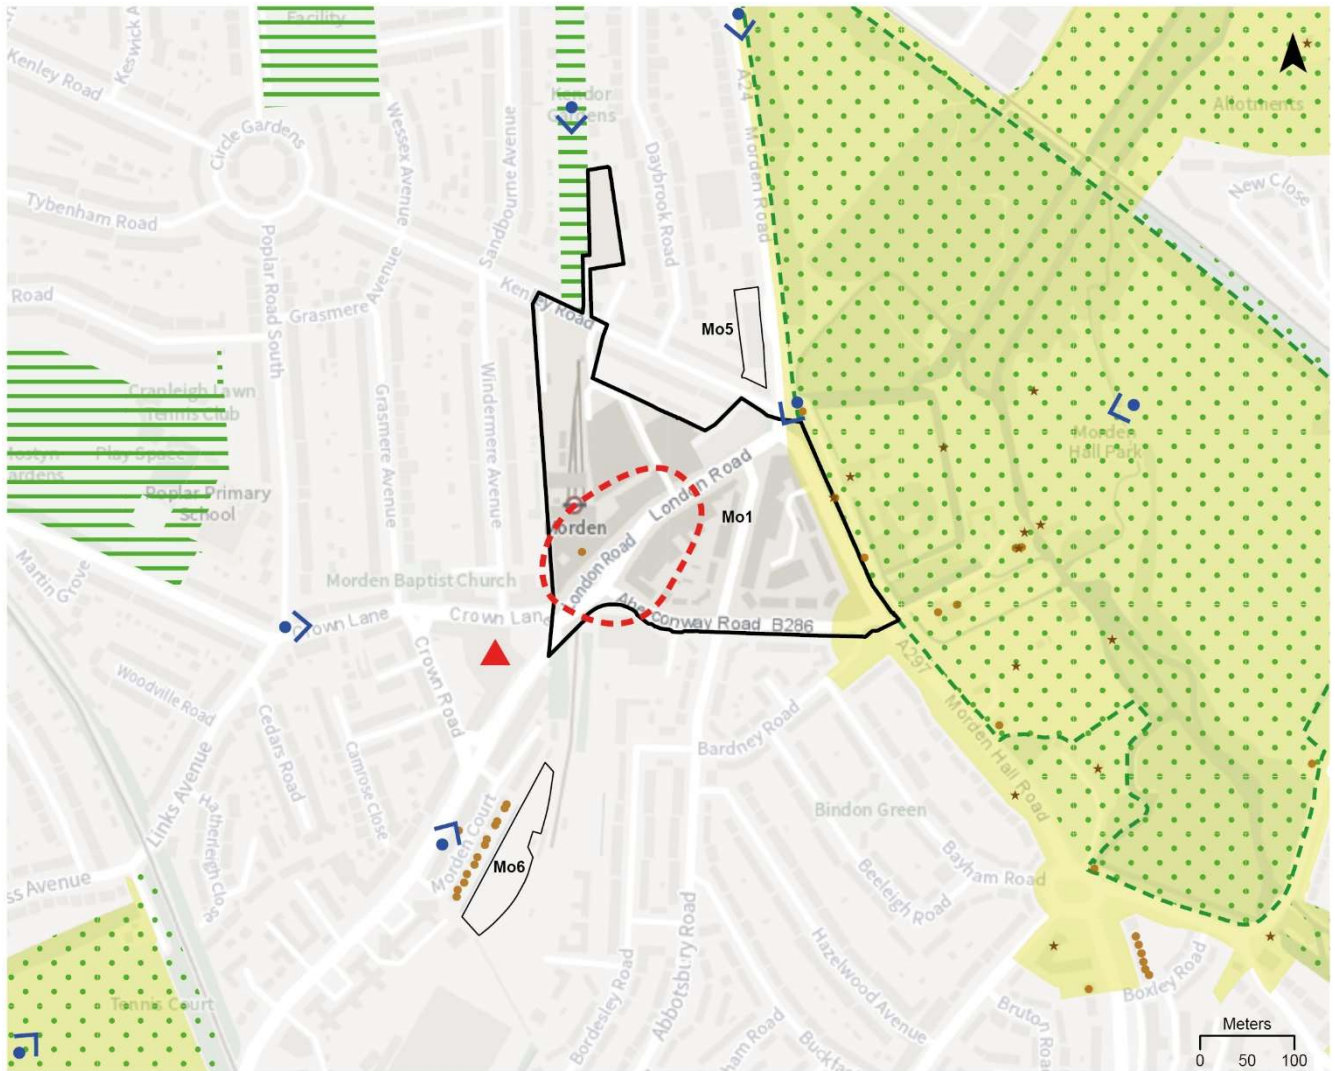 Facility
Keswick A
Kenley Road
Kendor
Gardens
A24
Allotments
Wessex Avenue
Circle Gardens
Sandbourne Avenue
Daybrook Road
Morden Road
New Close
Tybenham Road
Poplar Road South
Kenley Road
Road
Grasmere Avenue
Mo5
Windermere Avenue
Grasmere Avenue
Cranleigh Lawn
Tennis Club
Play Space
Poplar Primary
School
Morden
Hall Park
London Road
Mo1
Morden
London Road
Martin Grove
Morden Baptist Church
Crown Lane
Crown Lane
Aberconway Road B286
A297
Woodville Road
Crown Road
Cedars Road
Camrose Close
Links Avenue
Bardney Road
Morden Hall Road
Bindon Green
Morden Court
Mo6
Bayham Road
Beeleigh Road
ss Avenue
Abbotsbury Road
Hazelwood Avenue
Bordesley Road
Boxley Road
Tennis Court
Bruton Road
ham Road
Meters
0 50 100